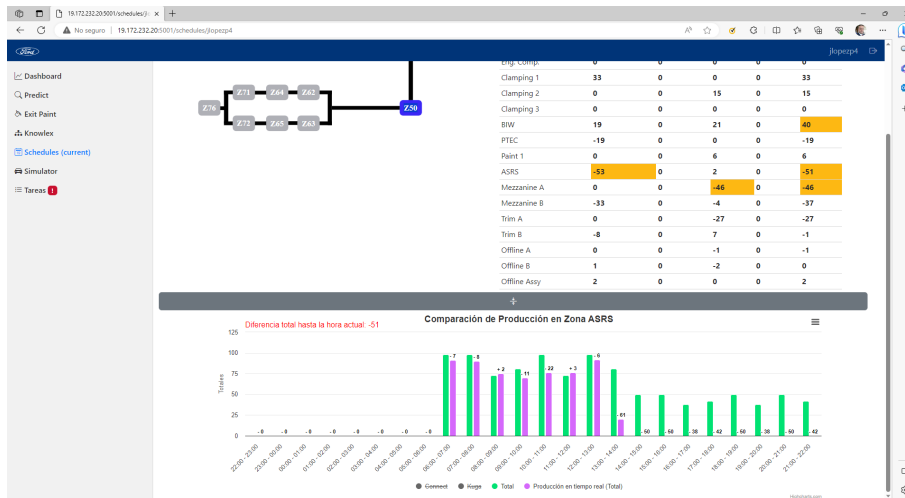 19.172.232.20:5001/schedules/jl
No seguro | 19.172.232.20:5001/schedules/jlopezp4
Ford
jlopezp4
Dashboard
Predict
Exit Paint
Knowlex
Schedules (current)
Simulator
Tareas !
Z71 Z64 Z62
Z76 Z50
Z72 Z65 Z63
Eng. Comp. 0 0 0 0 0
Clamping 1 33 0 0 0 33
Clamping 2 0 0 15 0 15
Clamping 3 0 0 0 0 0
BIW 19 0 21 0 40
PTEC -19 0 0 0 -19
Paint 1 0 0 6 0 6
ASRS -53 0 2 0 -51
Mezzanine A 0 0 -46 0 -46
Mezzanine B -33 0 -4 0 -37
Trim A 0 0 -27 0 -27
Trim B -8 0 7 0 -1
Offline A 0 0 -1 0 -1
Offline B 1 0 -2 0 0
Offline Assy 2 0 0 0 2
Comparación de Producción en Zona ASRS
Diferencia total hasta la hora actual: -51
Totales
125
100
75
50
25
0
- 0 - 0 - 0 - 0 - 0 - 0 - 0 - 0 - 7 - 8 + 2 - 11 - 22 + 3 - 6 - 61 - 50 - 50 - 38 - 42 - 50 - 38 - 50 - 42
22:00 - 23:00 23:00 - 00:00 00:00 - 01:00 01:00 - 02:00 02:00 - 03:00 03:00 - 04:00 04:00 - 05:00 05:00 - 06:00 06:00 - 07:00 07:00 - 08:00 08:00 - 09:00 09:00 - 10:00 10:00 - 11:00 11:00 - 12:00 12:00 - 13:00 13:00 - 14:00 14:00 - 15:00 15:00 - 16:00 16:00 - 17:00 17:00 - 18:00 18:00 - 19:00 19:00 - 20:00 20:00 - 21:00 21:00 - 22:00
Connect Kuga Total Producción en tiempo real (Total)
Highcharts.com